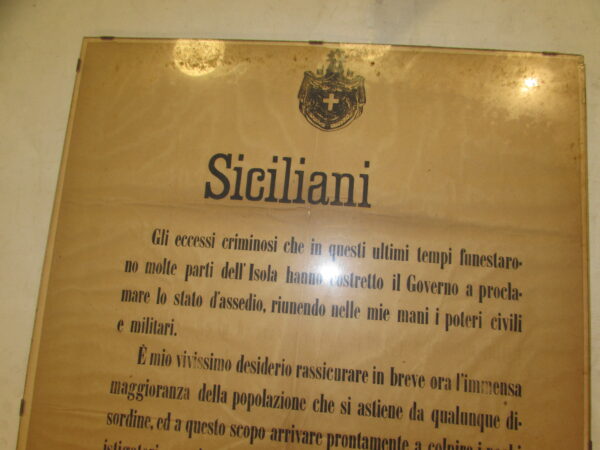 Siciliani
Gli eccessi criminosi che in questi ultimi tempi funestaro-
no molte parti dell'Isola hanno costretto il Governo a procla-
mare lo stato d'assedio, riunendo nelle mie mani i poteri civili
e militari.
È mio vivissimo desiderio rassicurare in breve ora l'immensa
maggioranza della popolazione che si astiene da qualunque di-
sordine, ed a questo scopo arrivare prontamente a colpire i pochi